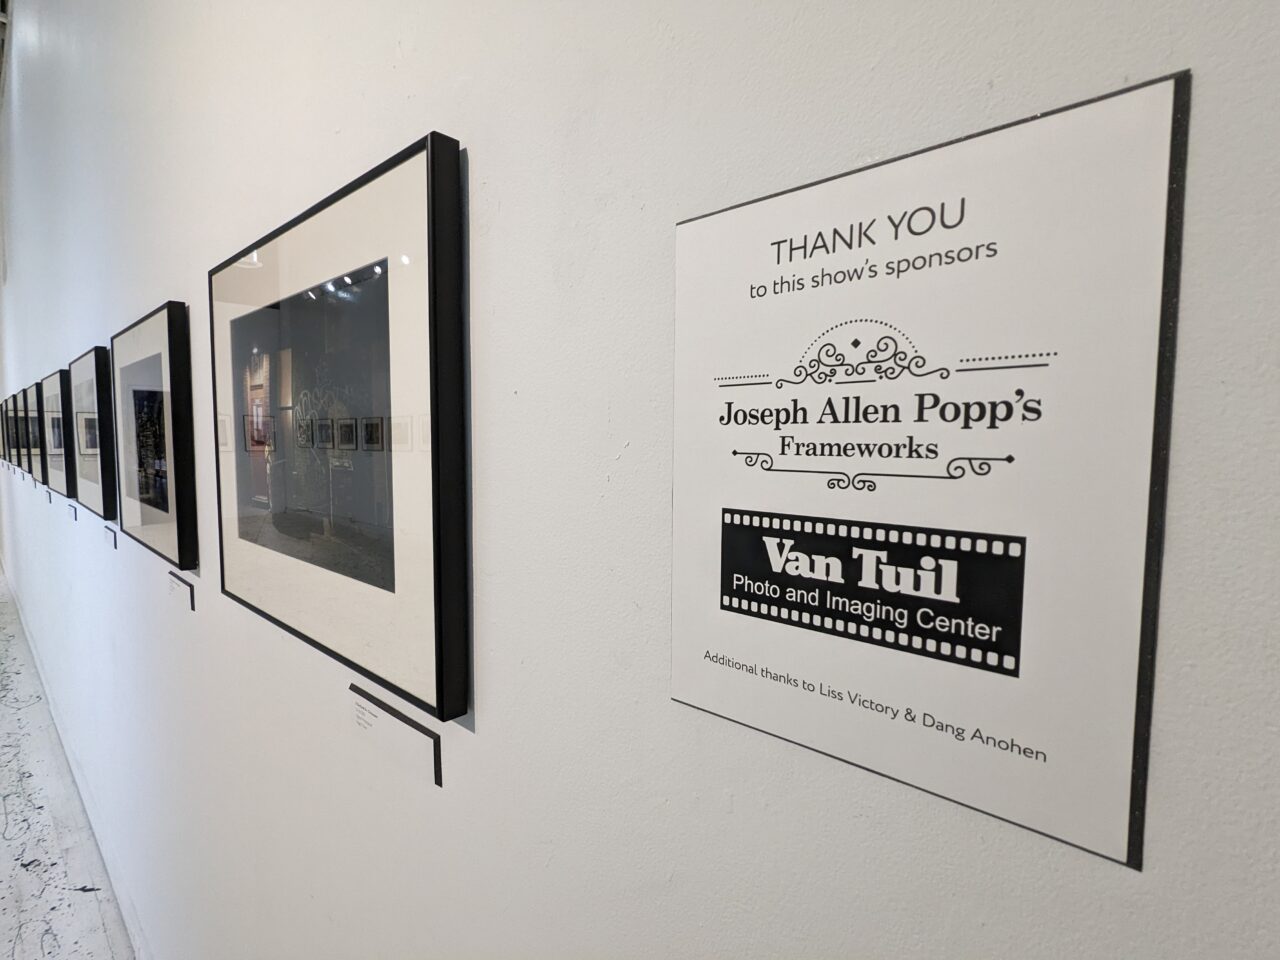 THANK YOU
to this show's sponsors
Joseph Allen Popp's
Frameworks
Van Tuil
Photo and Imaging Center
Additional thanks to Liss Victory & Dang Anohen